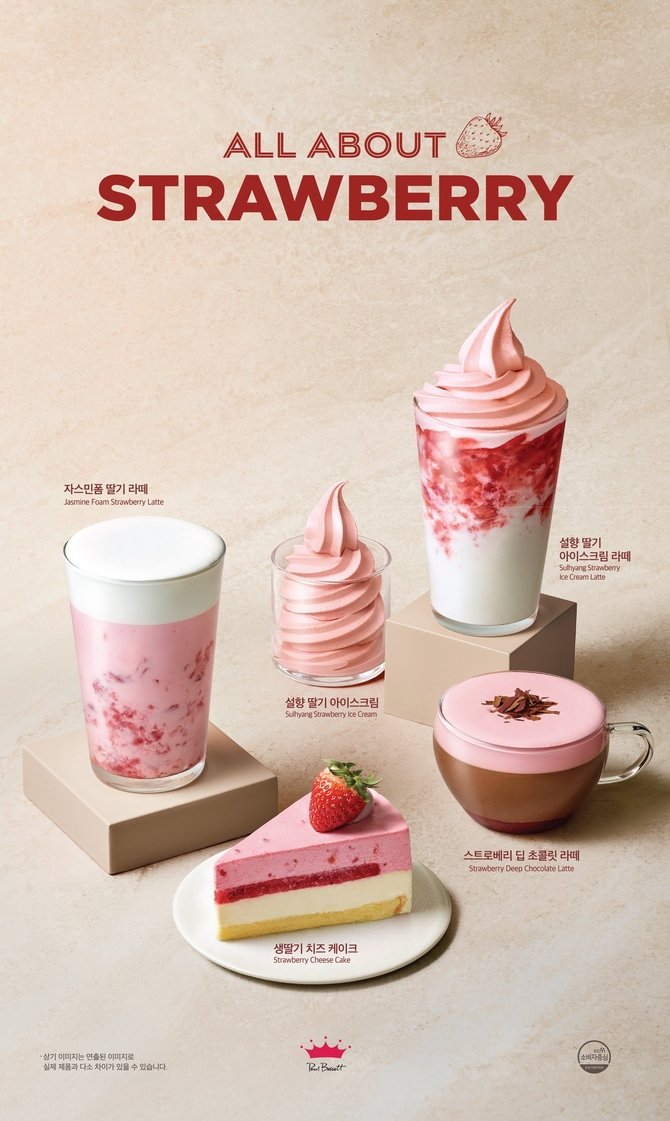 ALL ABOUT
STRAWBERRY
자스민폼 딸기 라떼
Jasmine Foam Strawberry Latte
설향 딸기
아이스크림 라떼
Sulhyang Strawberry
Ice Cream Latte
설향 딸기 아이스크림
Sulhyang Strawberry Ice Cream
스트로베리 딥 초콜릿 라떼
Strawberry Deep Chocolate Latte
생딸기 치즈 케이크
Strawberry Cheese Cake
* 상기 이미지는 연출된 이미지로
실제 제품과 다소 차이가 있을 수 있습니다.
Paul Bassett
CCM
소비자중심